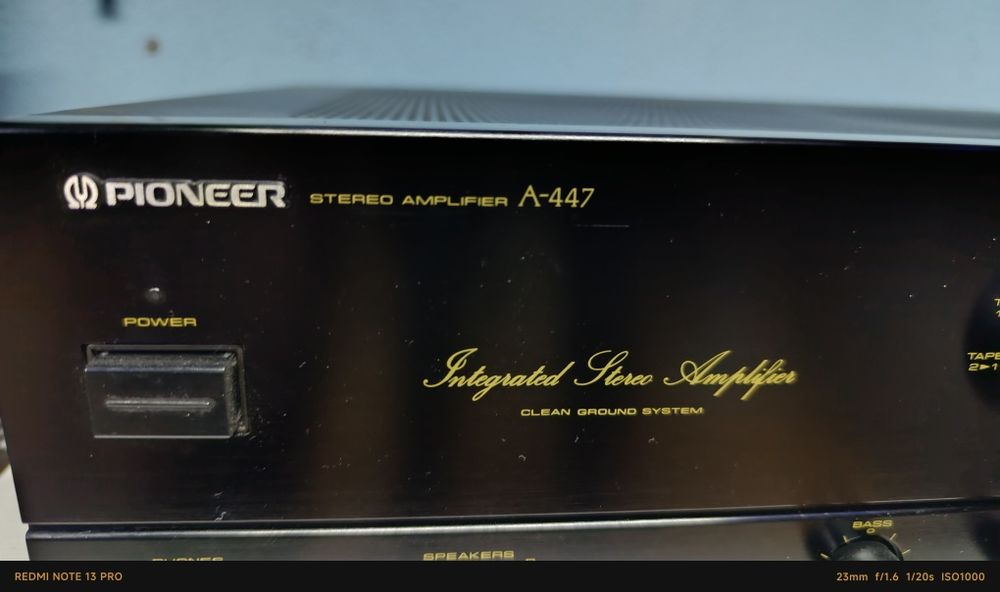 PIONEER STEREO AMPLIFIER A-447
POWER
Integrated Stereo Amplifier
CLEAN GROUND SYSTEM
TAPE
2►1
BASS
0
SPEAKERS
REDMI NOTE 13 PRO 23mm f/1.6 1/20s ISO1000